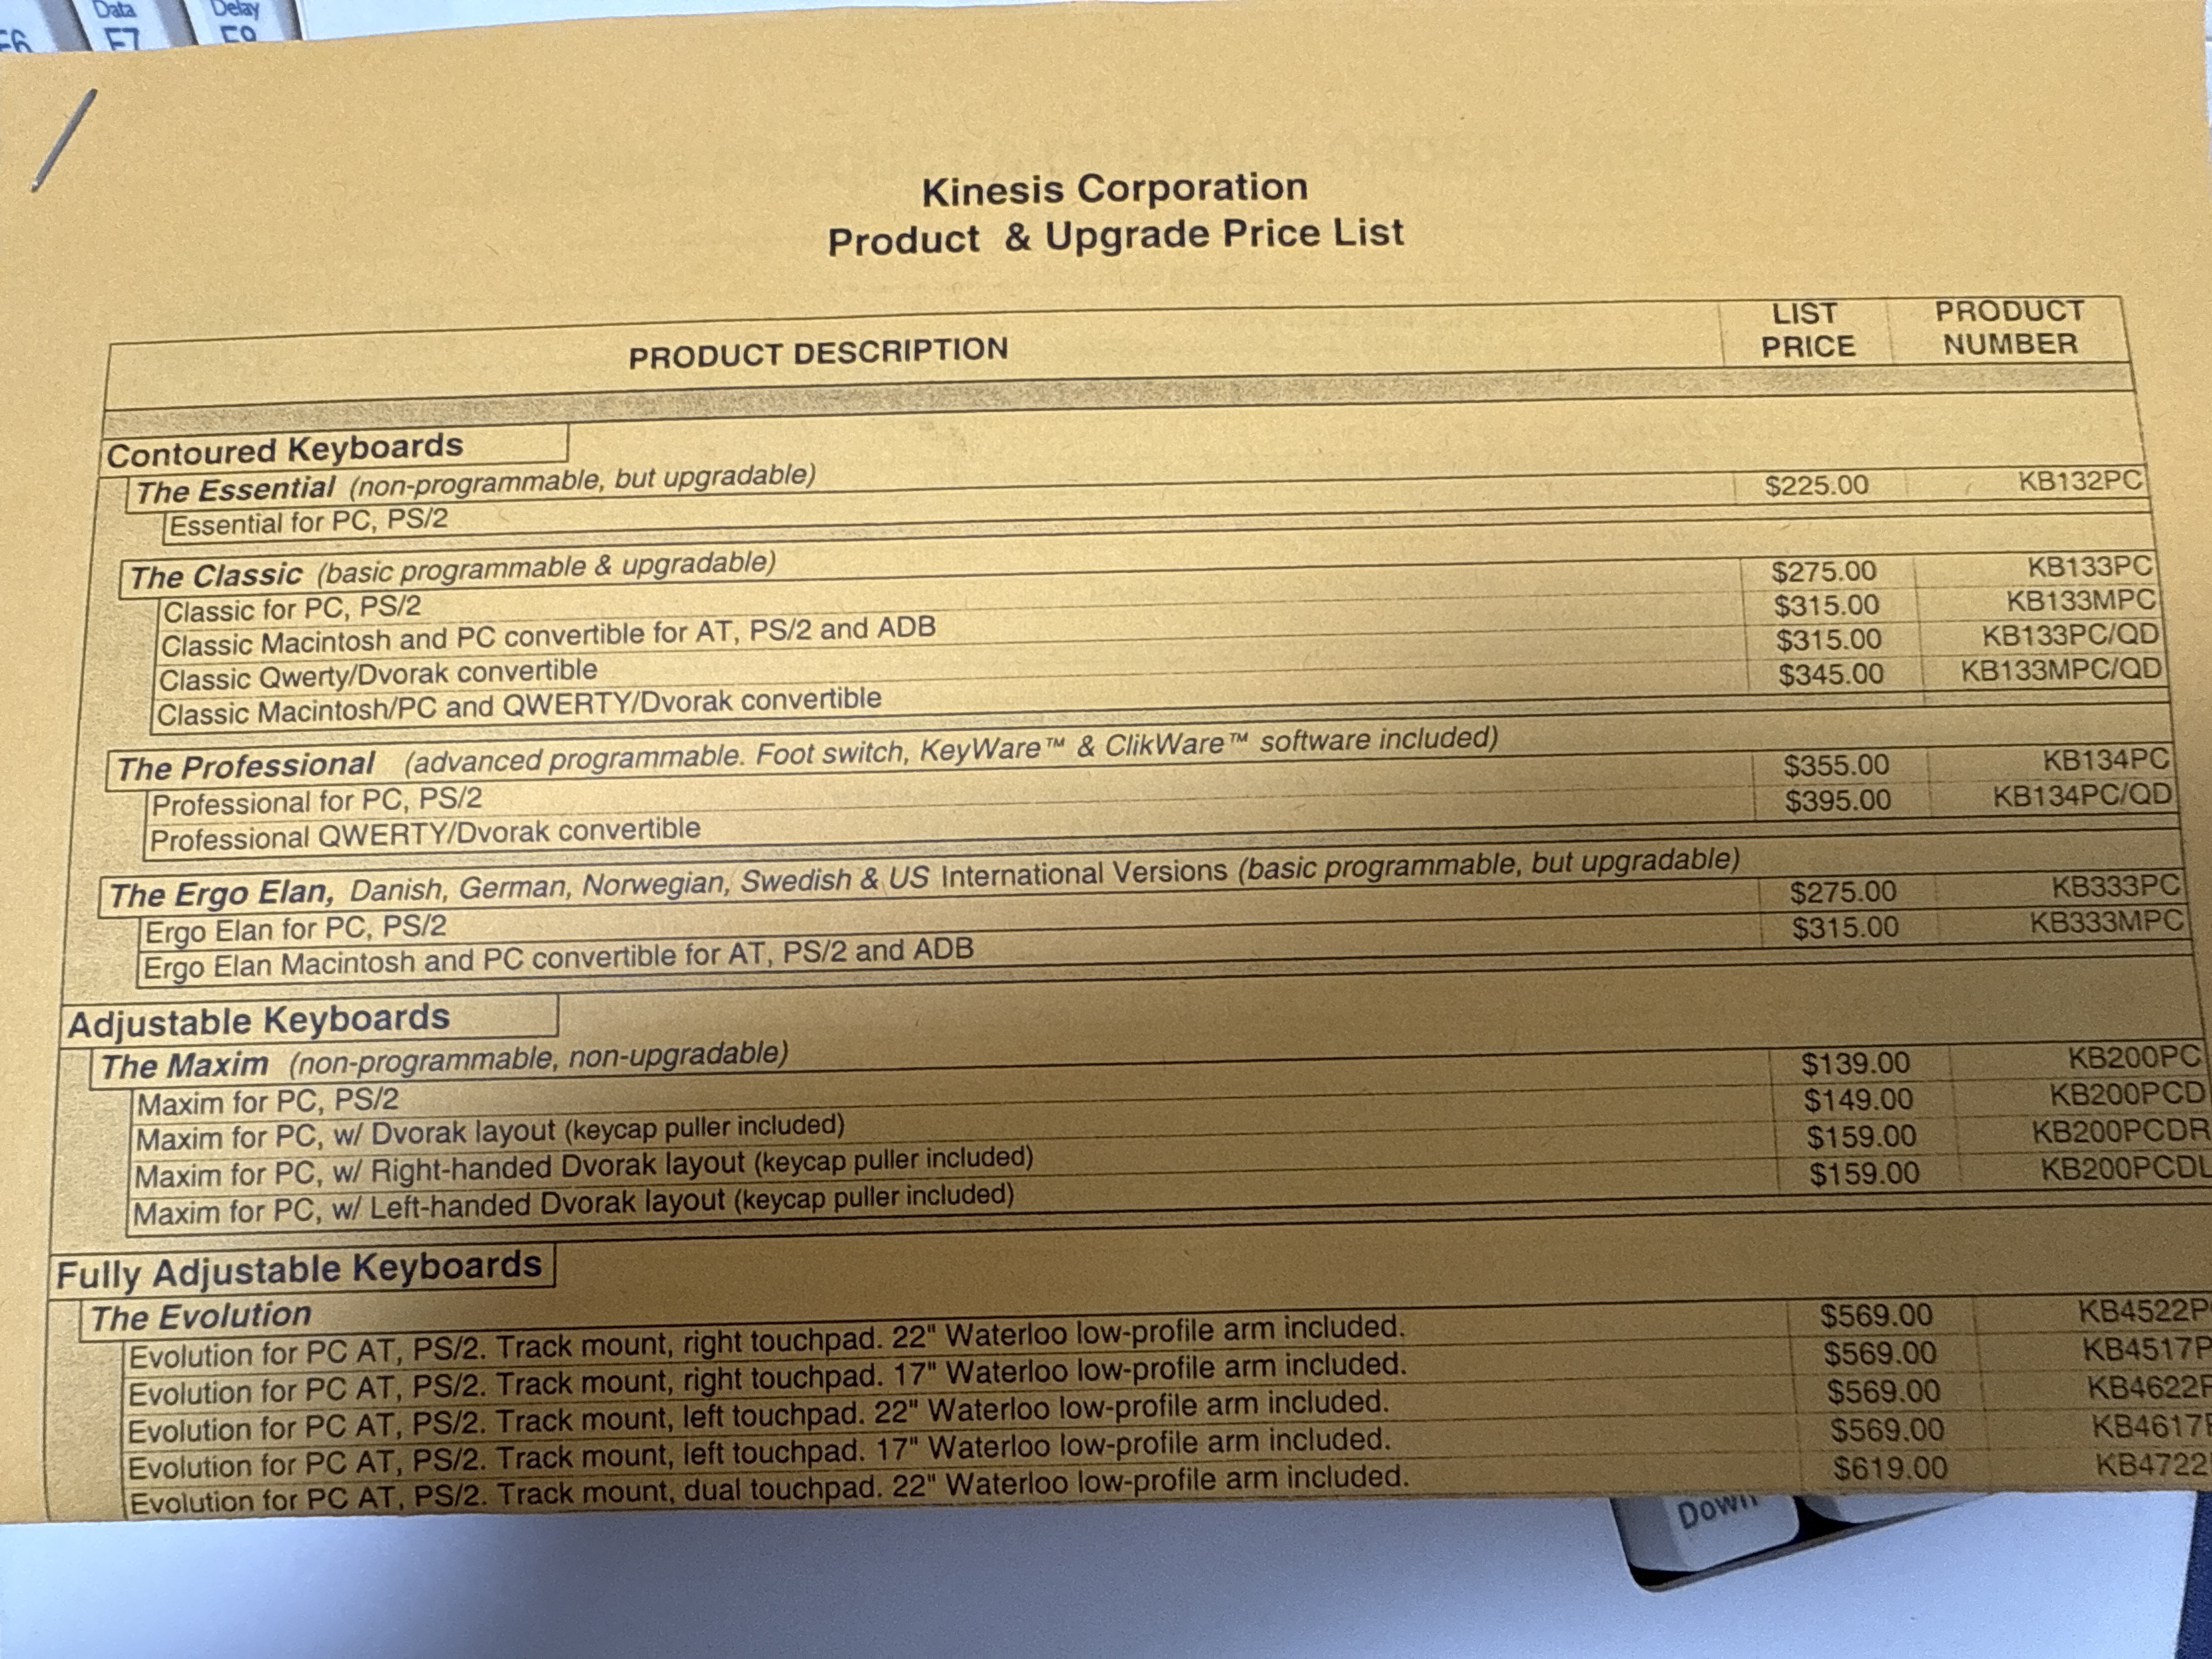 Data
Delay
F6
F7
Kinesis Corporation
Product & Upgrade Price List
PRODUCT DESCRIPTION LIST PRICE PRODUCT NUMBER
Contoured Keyboards
The Essential (non-programmable, but upgradable)
Essential for PC, PS/2 $225.00 KB132PC
The Classic (basic programmable & upgradable)
Classic for PC, PS/2 $275.00 KB133PC
Classic Macintosh and PC convertible for AT, PS/2 and ADB $315.00 KB133MPC
Classic Qwerty/Dvorak convertible $315.00 KB133PC/QD
Classic Macintosh/PC and QWERTY/Dvorak convertible $345.00 KB133MPC/QD
The Professional (advanced programmable. Foot switch, KeyWare™ & ClikWare™ software included)
Professional for PC, PS/2 $355.00 KB134PC
Professional QWERTY/Dvorak convertible $395.00 KB134PC/QD
The Ergo Elan, Danish, German, Norwegian, Swedish & US International Versions (basic programmable, but upgradable)
Ergo Elan for PC, PS/2 $275.00 KB333PC
Ergo Elan Macintosh and PC convertible for AT, PS/2 and ADB $315.00 KB333MPC
Adjustable Keyboards
The Maxim (non-programmable, non-upgradable)
Maxim for PC, PS/2 $139.00 KB200PC
Maxim for PC, w/ Dvorak layout (keycap puller included) $149.00 KB200PCD
Maxim for PC, w/ Right-handed Dvorak layout (keycap puller included) $159.00 KB200PCDR
Maxim for PC, w/ Left-handed Dvorak layout (keycap puller included) $159.00 KB200PCDL
Fully Adjustable Keyboards
The Evolution
Evolution for PC AT, PS/2. Track mount, right touchpad. 22" Waterloo low-profile arm included. $569.00 KB4522P
Evolution for PC AT, PS/2. Track mount, right touchpad. 17" Waterloo low-profile arm included. $569.00 KB4517P
Evolution for PC AT, PS/2. Track mount, left touchpad. 22" Waterloo low-profile arm included. $569.00 KB4622P
Evolution for PC AT, PS/2. Track mount, left touchpad. 17" Waterloo low-profile arm included. $569.00 KB4617P
Evolution for PC AT, PS/2. Track mount, dual touchpad. 22" Waterloo low-profile arm included. $619.00 KB4722
Down